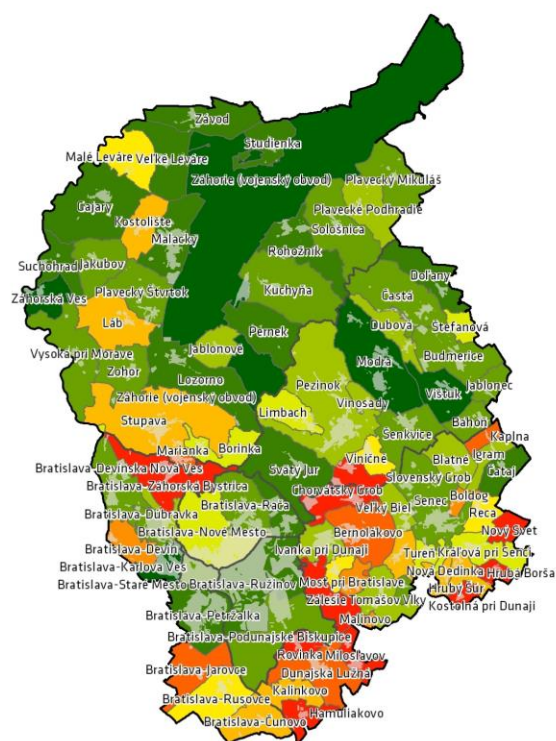 Závod
Studienka
Malé Leváre
Veľké Leváre
Záhorie (vojenský obvod)
Plavecký Mikuláš
Plavecké Podhradie
Gajary
Kostolište
Sološnica
Malacky
Rohožník
Suchohrad
Jakubov
Doľany
Plavecký Štvrtok
Kuchyňa
Častá
Záhorská Ves
Láb
Pernek
Dubová
Štefanová
Vysoká pri Morave
Jablonové
Modra
Budmerice
Zohor
Lozorno
Pezinok
Vištuk
Jablonec
Záhorie (vojenský obvod)
Limbach
Vinosady
Stupava
Báhoň
Marianka
Borinka
Šenkvice
Kaplna
Igram
Bratislava-Devínska Nová Ves
Svätý Jur
Viničné
Blatné
Čataj
Bratislava-Záhorská Bystrica
Chorvátsky Grob
Slovenský Grob
Boldog
Bratislava-Rača
Veľký Biel
Senec
Reca
Bratislava-Dúbravka
Bratislava-Nové Mesto
Bernolákovo
Nový Svet
Bratislava-Devín
Ivanka pri Dunaji
Tureň
Kráľová pri Senci
Bratislava-Karlova Ves
Most pri Bratislave
Nová Dedinka
Hrubá Borša
Bratislava-Staré Mesto
Bratislava-Ružinov
Zálesie
Tomášov
Vlky
Hrubý Šúr
Kostolná pri Dunaji
Bratislava-Petržalka
Malinovo
Bratislava-Podunajské Biskupice
Rovinka
Miloslavov
Bratislava-Jarovce
Dunajská Lužná
Bratislava-Rusovce
Kalinkovo
Bratislava-Čunovo
Hamuliakovo